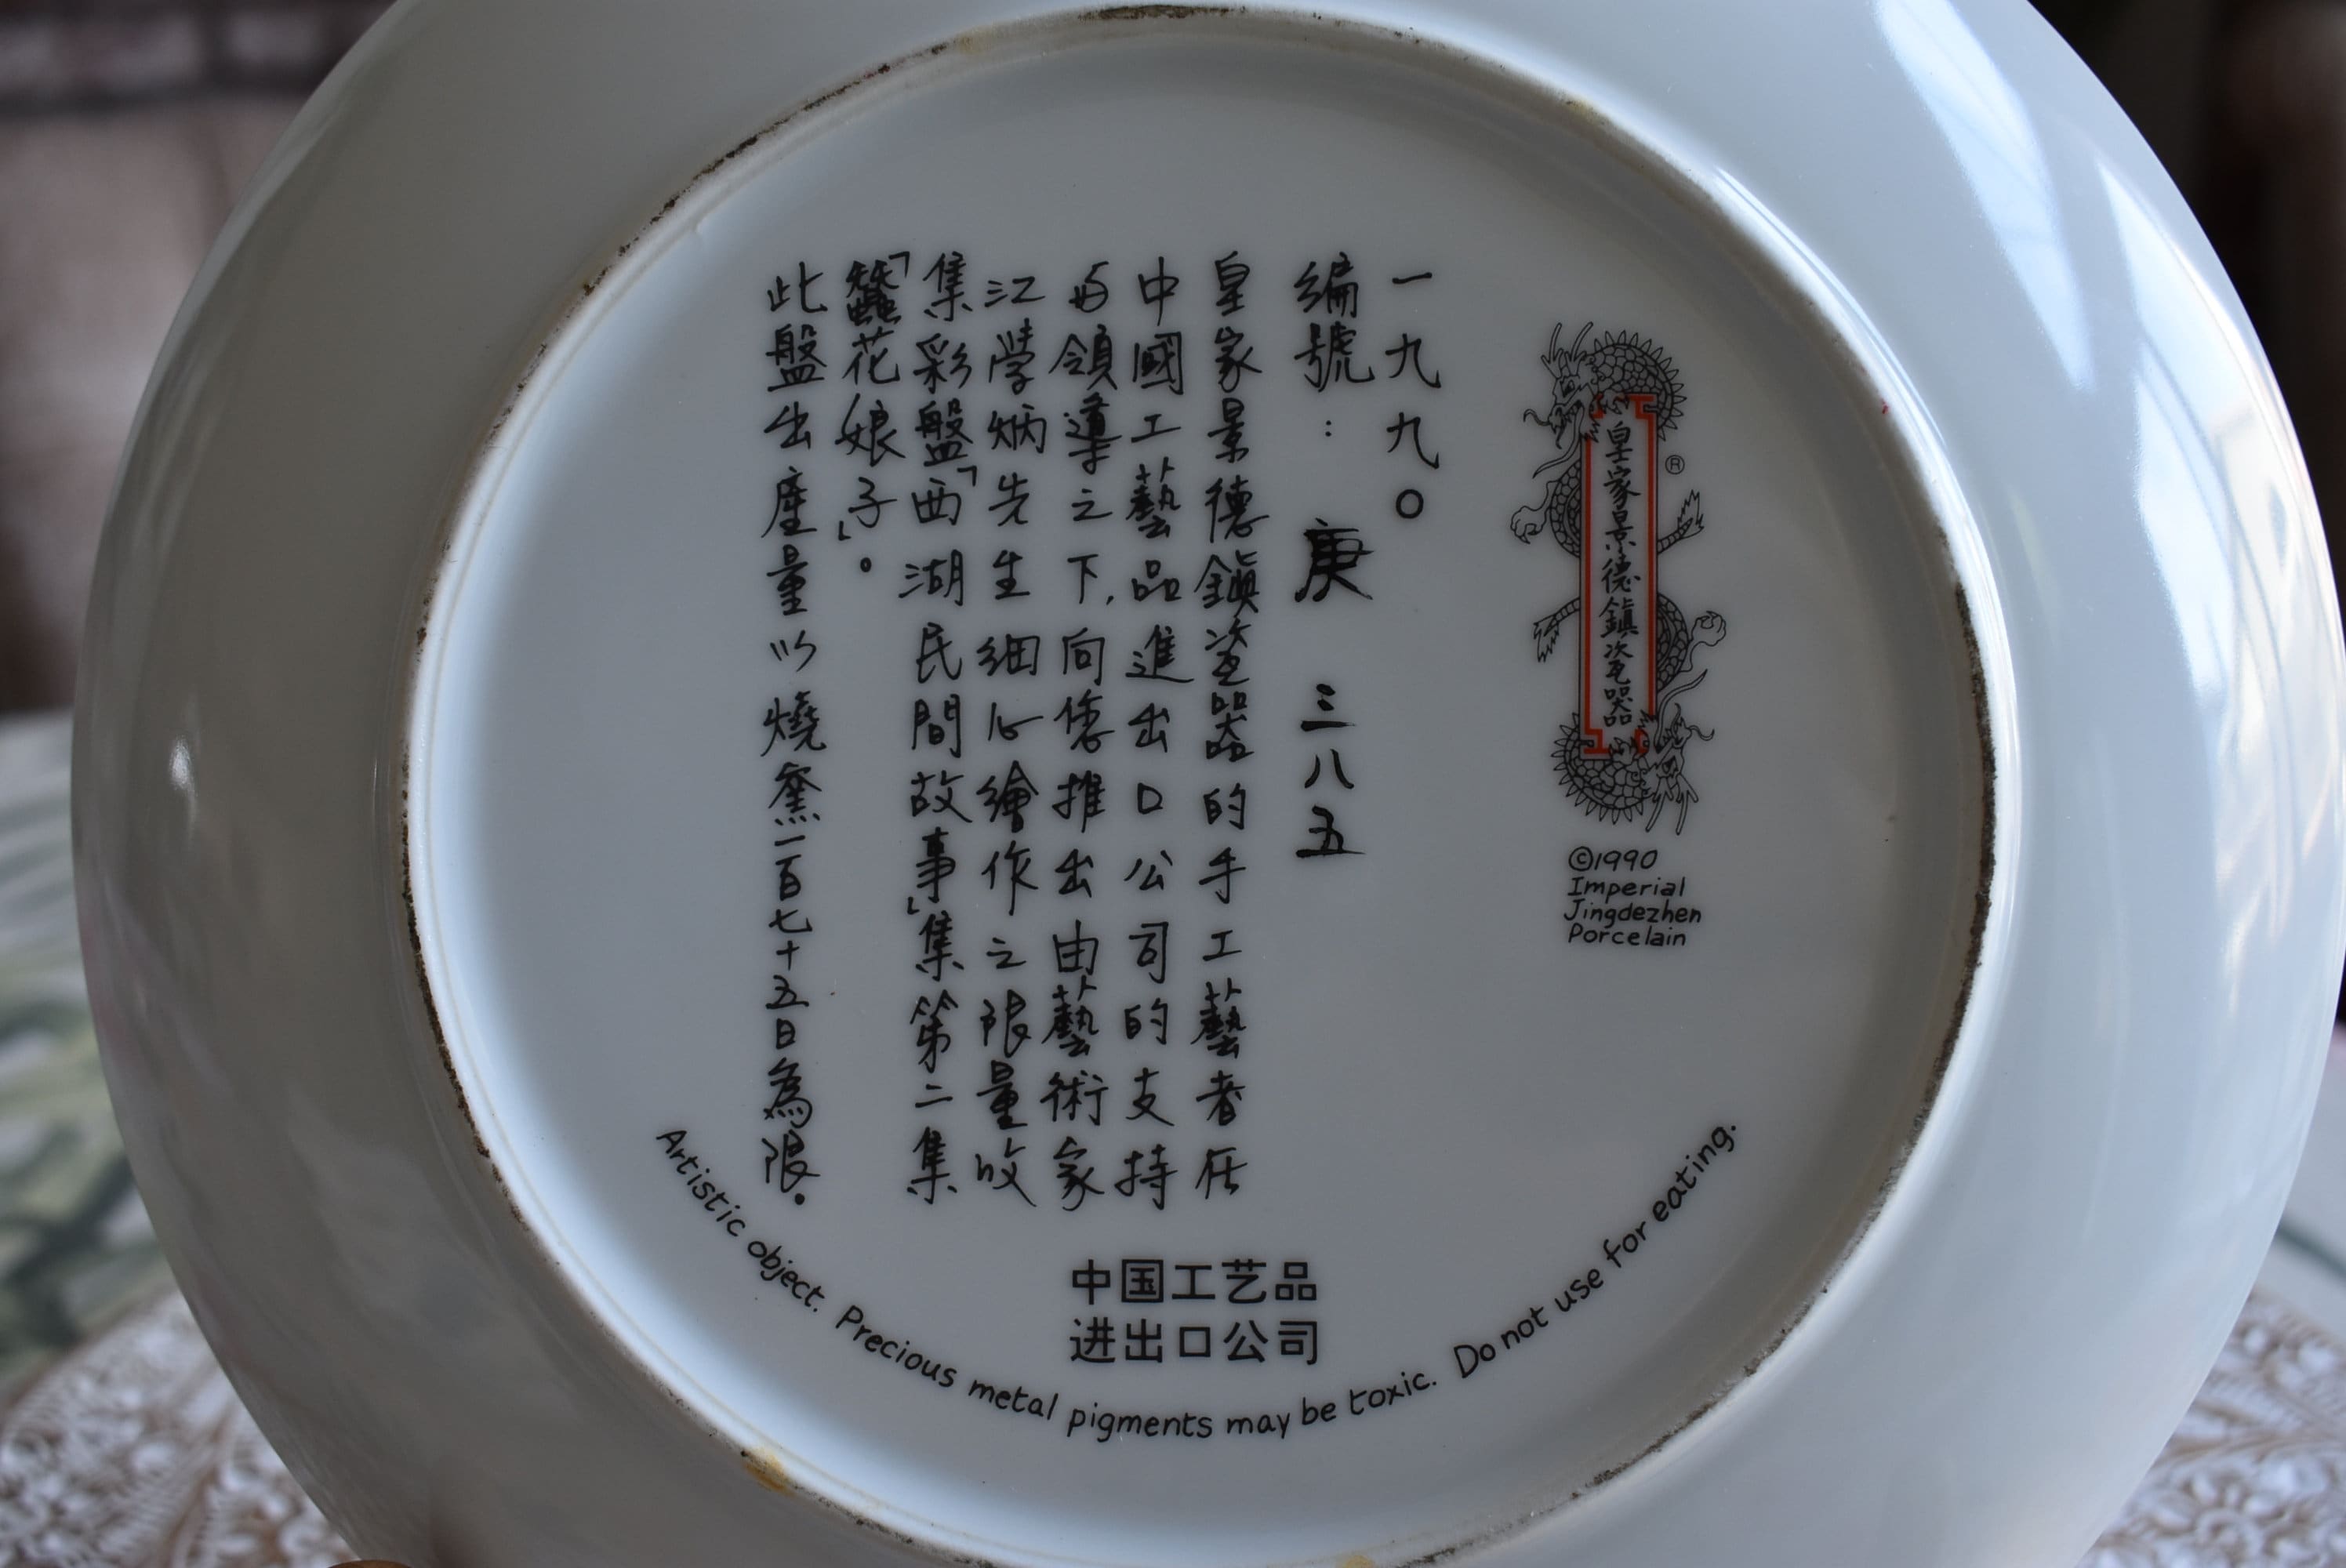 皇家景德鎮瓷器
®
©1990
Imperial
Jingdezhen
Porcelain
一九九〇
編號：庚 三八五
皇家景德鎮瓷器的手工藝者在
中國工藝品進出口公司的支持
与領導之下，向您推出由藝術家
江學炳先生細心繪作之限量收
集彩盤「西湖民間故事」集第二集
「蠶花娘子」。
此盤出產量以燒窯一百七十五日為限。
中国工艺品
进出口公司
Artistic object. Precious metal pigments may be toxic. Do not use for eating.